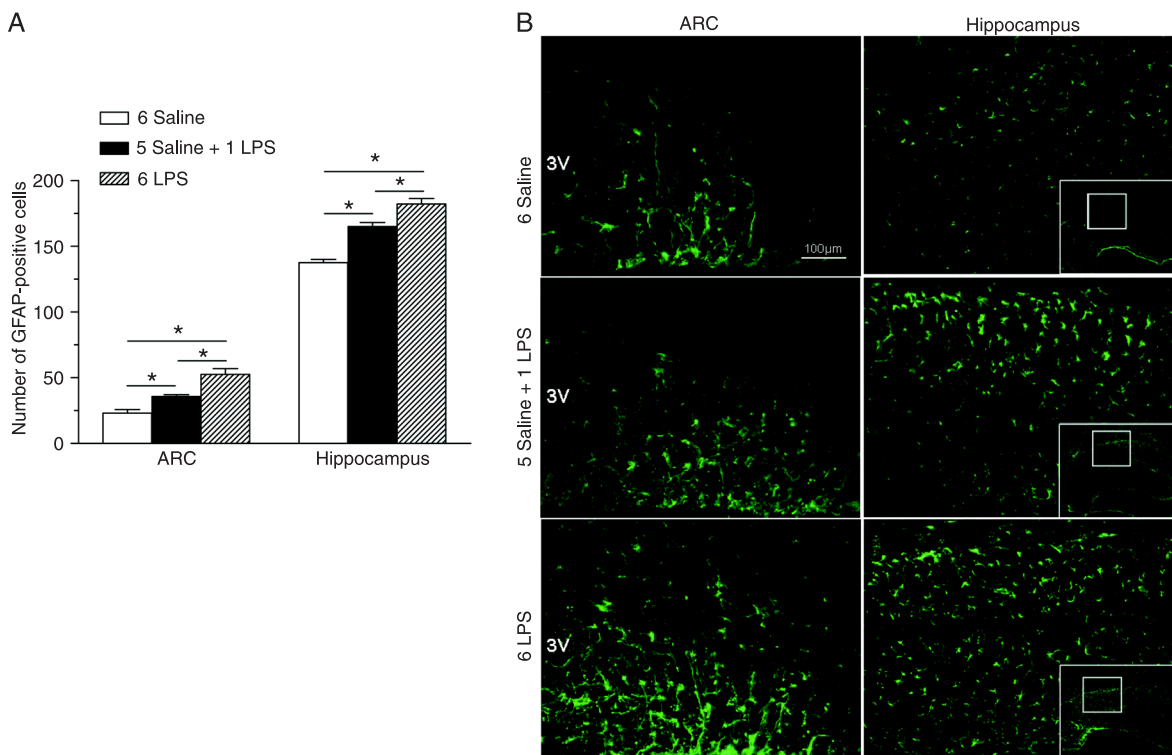 A
6 Saline
5 Saline + 1 LPS
6 LPS
Number of GFAP-positive cells
200
150
100
50
0
*
*
*
*
*
*
ARC
Hippocampus
B
ARC
Hippocampus
6 Saline
3V
100µm
5 Saline + 1 LPS
3V
6 LPS
3V